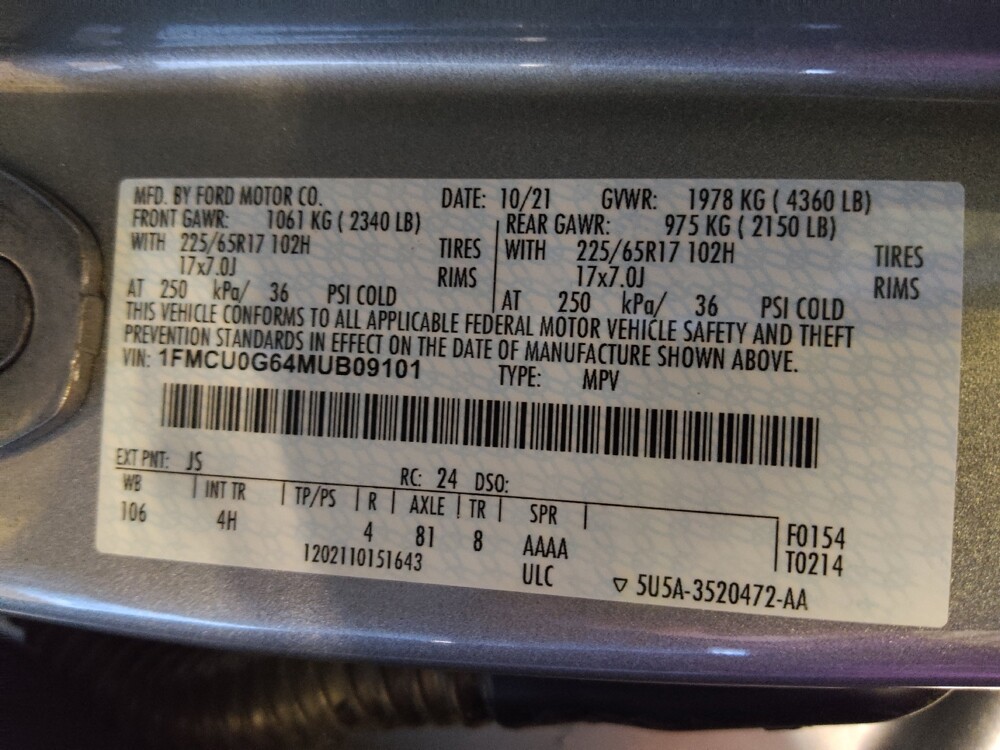 MFD. BY FORD MOTOR CO. DATE: 10/21 GVWR: 1978 KG ( 4360 LB)
FRONT GAWR: 1061 KG ( 2340 LB) REAR GAWR: 975 KG ( 2150 LB)
WITH 225/65R17 102H TIRES WITH 225/65R17 102H TIRES
17x7.0J RIMS 17x7.0J RIMS
AT 250 kPa/ 36 PSI COLD AT 250 kPa/ 36 PSI COLD
THIS VEHICLE CONFORMS TO ALL APPLICABLE FEDERAL MOTOR VEHICLE SAFETY AND THEFT
PREVENTION STANDARDS IN EFFECT ON THE DATE OF MANUFACTURE SHOWN ABOVE.
VIN: 1FMCU0G64MUB09101 TYPE: MPV
EXT PNT: JS RC: 24 DSO:
WB INT TR TP/PS R AXLE TR SPR
106 4H 4 81 8 AAAA F0154
1202110151643 ULC T0214
▽ 5U5A-3520472-AA